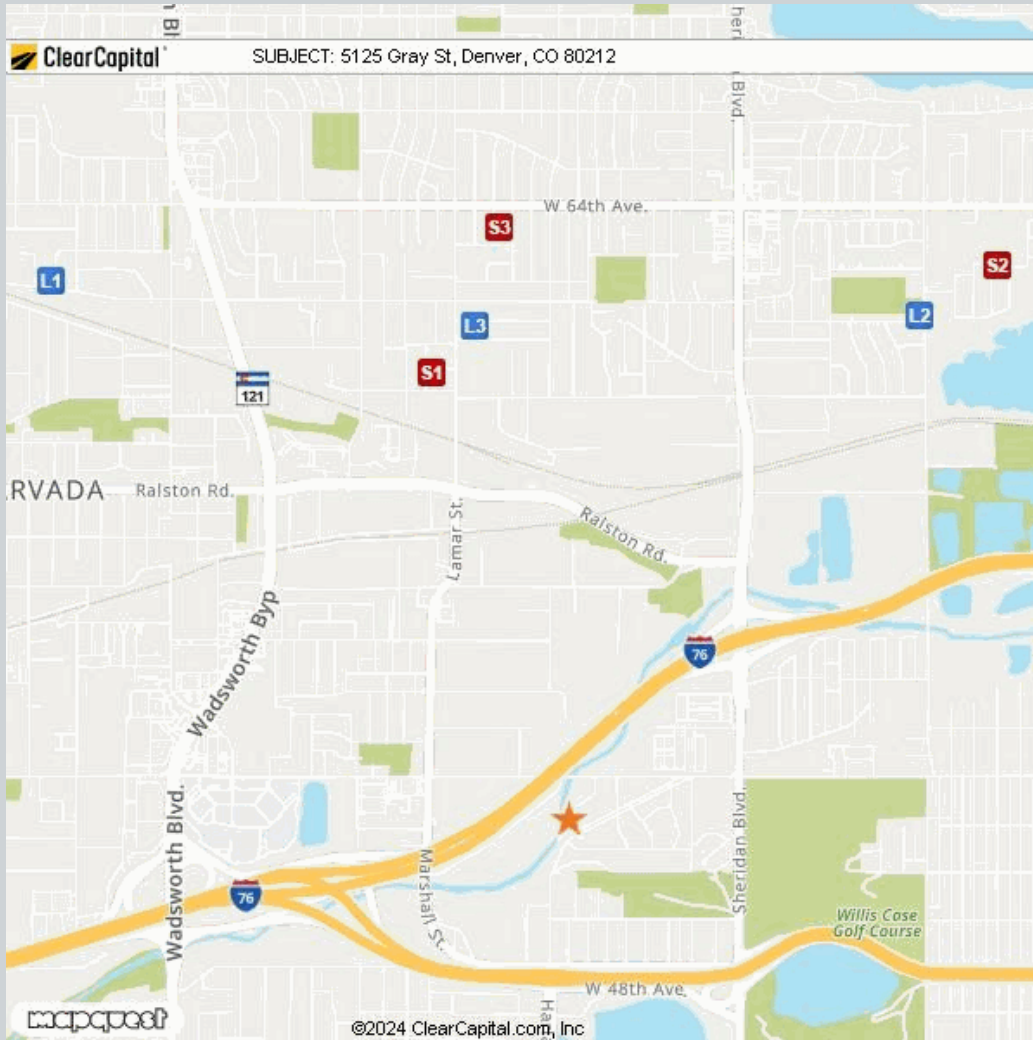 ClearCapital
SUBJECT: 5125 Gray St, Denver, CO 80212
Blvd.
W 64th Ave.
S3
S2
L1
L2
L3
S1
121
RVADA
Ralston Rd.
Lamar St.
Ralston Rd.
Wadsworth Byp
76
Wadsworth Blvd.
Marshall St.
Sheridan Blvd.
76
Willis Case
Golf Course
W 48th Ave.
mapquest
©2024 ClearCapital.com, Inc